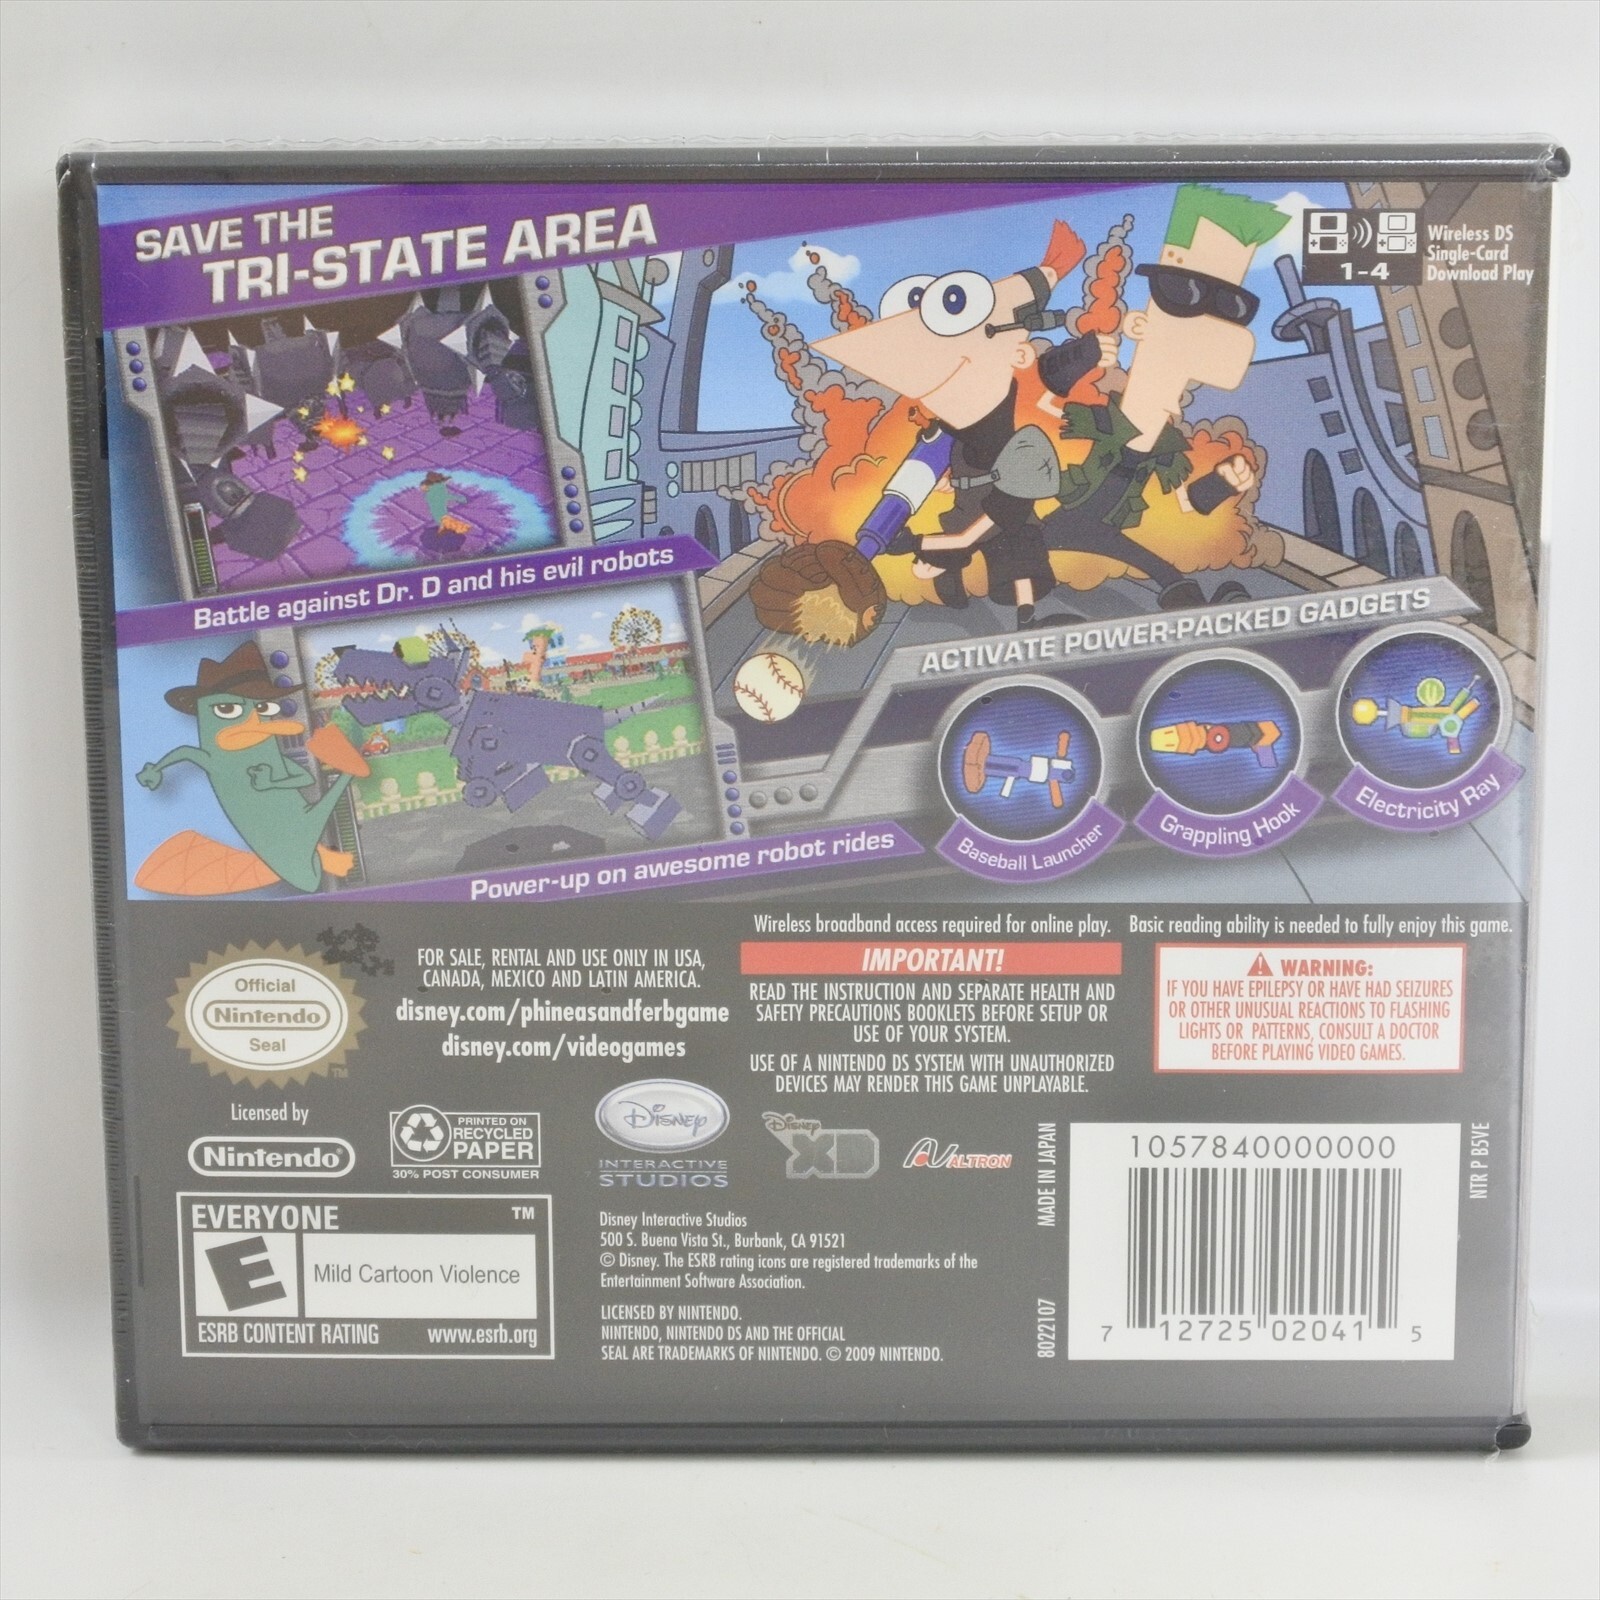 SAVE THE
TRI-STATE AREA
Wireless DS
Single-Card
Download Play
1-4
Battle against Dr. D and his evil robots
ACTIVATE POWER-PACKED GADGETS
Baseball Launcher
Grappling Hook
Electricity Ray
Power-up on awesome robot rides
Wireless broadband access required for online play.
Basic reading ability is needed to fully enjoy this game.
Official
Nintendo
Seal
TM
FOR SALE, RENTAL AND USE ONLY IN USA,
CANADA, MEXICO AND LATIN AMERICA.
disney.com/phineasandferbgame
disney.com/videogames
IMPORTANT!
READ THE INSTRUCTION AND SEPARATE HEALTH AND
SAFETY PRECAUTIONS BOOKLETS BEFORE SETUP OR
USE OF YOUR SYSTEM.
USE OF A NINTENDO DS SYSTEM WITH UNAUTHORIZED
DEVICES MAY RENDER THIS GAME UNPLAYABLE.
WARNING:
IF YOU HAVE EPILEPSY OR HAVE HAD SEIZURES
OR OTHER UNUSUAL REACTIONS TO FLASHING
LIGHTS OR PATTERNS, CONSULT A DOCTOR
BEFORE PLAYING VIDEO GAMES.
Licensed by
Nintendo®
PRINTED ON
RECYCLED
PAPER
30% POST CONSUMER
Disney
INTERACTIVE
STUDIOS
Disney
XD
ALTRON
EVERYONE
TM
E
Mild Cartoon Violence
ESRB CONTENT RATING
www.esrb.org
Disney Interactive Studios
500 S. Buena Vista St., Burbank, CA 91521
© Disney. The ESRB rating icons are registered trademarks of the
Entertainment Software Association.
LICENSED BY NINTENDO.
NINTENDO, NINTENDO DS AND THE OFFICIAL
SEAL ARE TRADEMARKS OF NINTENDO. © 2009 NINTENDO.
MADE IN JAPAN
8022107
1057840000000
7 12725 02041 5
NTR P B5VE